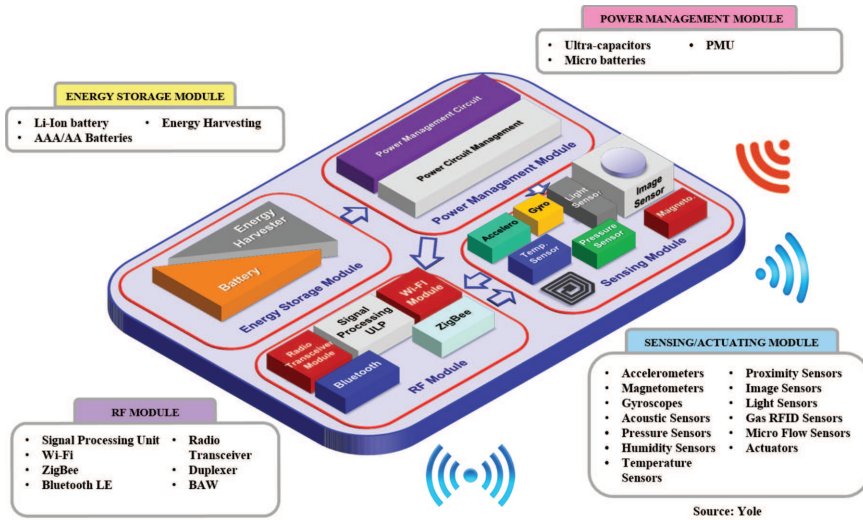 POWER MANAGEMENT MODULE
• Ultra-capacitors
• Micro batteries
• PMU
ENERGY STORAGE MODULE
• Li-Ion battery
• AAA/AA Batteries
• Energy Harvesting
Power Management Circuit
Power Circuit Management
Power Management Module
Energy
Harvester
Battery
Energy Storage Module
Image
Sensor
Light
Sensor
Gyro
Magneto.
Accelero
Pressure
Sensor
Temp.
Sensor
Sensing Module
Wi-Fi
Module
Signal
Processing
ULP
ZigBee
Radio
Transceiver
Module
Bluetooth
RF Module
SENSING/ACTUATING MODULE
• Accelerometers
• Magnetometers
• Gyroscopes
• Acoustic Sensors
• Pressure Sensors
• Humidity Sensors
• Temperature
Sensors
• Proximity Sensors
• Image Sensors
• Light Sensors
• Gas RFID Sensors
• Micro Flow Sensors
• Actuators
RF MODULE
• Signal Processing Unit
• Wi-Fi
• ZigBee
• Bluetooth LE
• Radio
Transceiver
• Duplexer
• BAW
Source: Yole